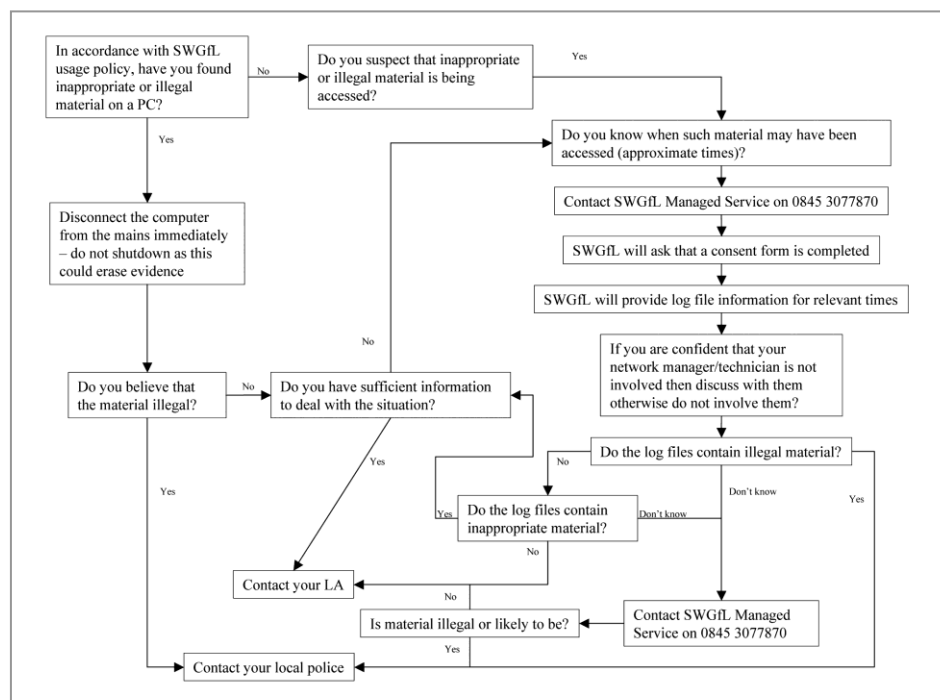 In accordance with SWGfL
usage policy, have you found
inappropriate or illegal
material on a PC?
No
Do you suspect that inappropriate
or illegal material is being
accessed?
Yes
Yes
Do you know when such material may have been
accessed (approximate times)?
Contact SWGfL Managed Service on 0845 3077870
Disconnect the computer
from the mains immediately
– do not shutdown as this
could erase evidence
SWGfL will ask that a consent form is completed
SWGfL will provide log file information for relevant times
No
If you are confident that your
network manager/technician is not
involved then discuss with them
otherwise do not involve them?
Do you believe that
the material illegal?
No
Do you have sufficient information
to deal with the situation?
Do the log files contain illegal material?
Yes
No
Don't know
Yes
Yes
Yes
Do the log files contain
inappropriate material?
Don't know
No
Contact your LA
No
Is material illegal or likely to be?
Contact SWGfL Managed
Service on 0845 3077870
Yes
Contact your local police